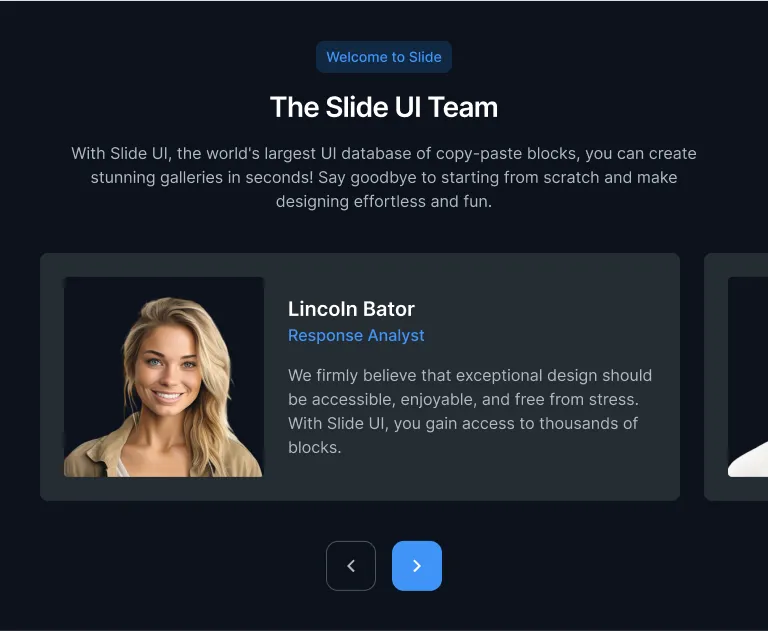 Welcome to Slide
The Slide UI Team
With Slide UI, the world's largest UI database of copy-paste blocks, you can create
stunning galleries in seconds! Say goodbye to starting from scratch and make
designing effortless and fun.
Lincoln Bator
Response Analyst
We firmly believe that exceptional design should
be accessible, enjoyable, and free from stress.
With Slide UI, you gain access to thousands of
blocks.